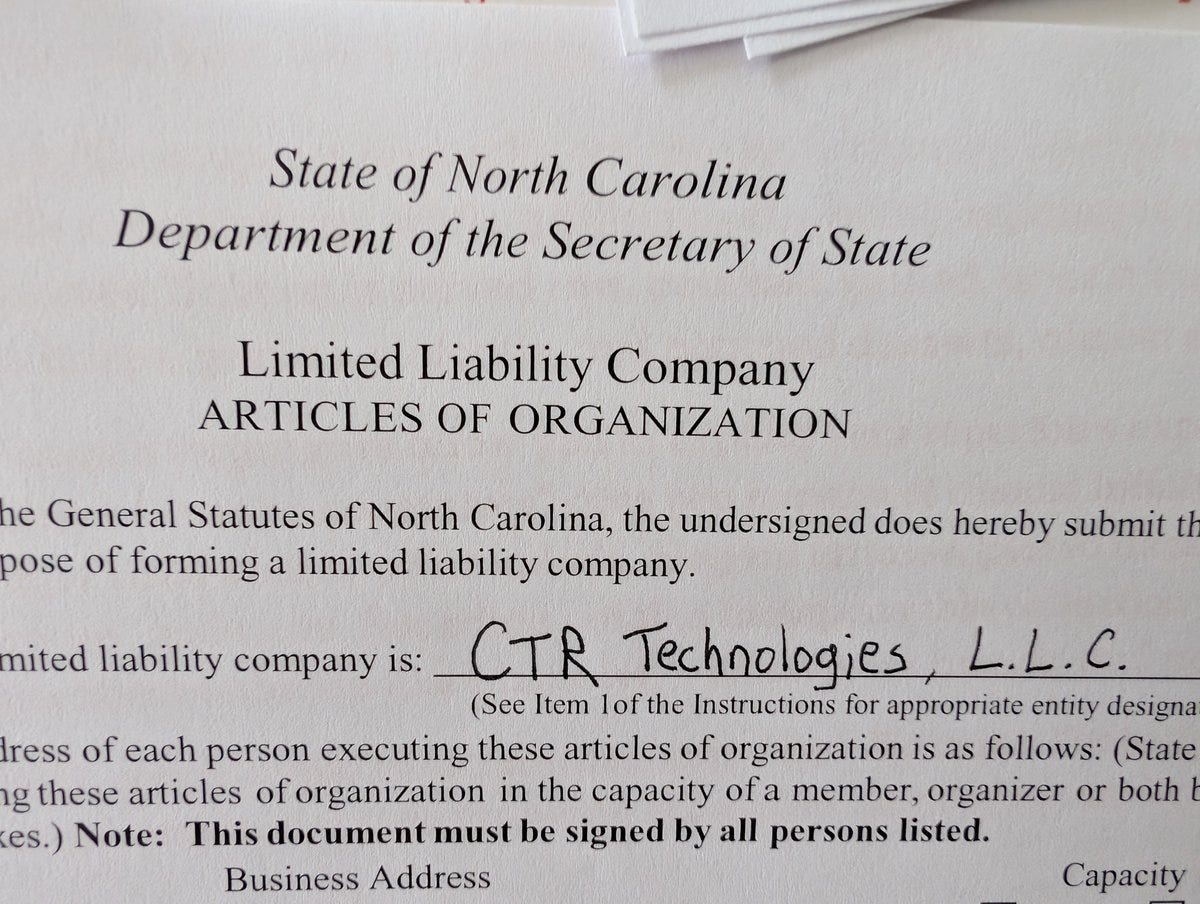 State of North Carolina
Department of the Secretary of State
Limited Liability Company
ARTICLES OF ORGANIZATION
he General Statutes of North Carolina, the undersigned does hereby submit th
pose of forming a limited liability company.
mited liability company is: CTR Technologies, L.L.C.
(See Item 1of the Instructions for appropriate entity designa
dress of each person executing these articles of organization is as follows: (State
ng these articles of organization in the capacity of a member, organizer or both b
kes.) Note: This document must be signed by all persons listed.
Business Address Capacity